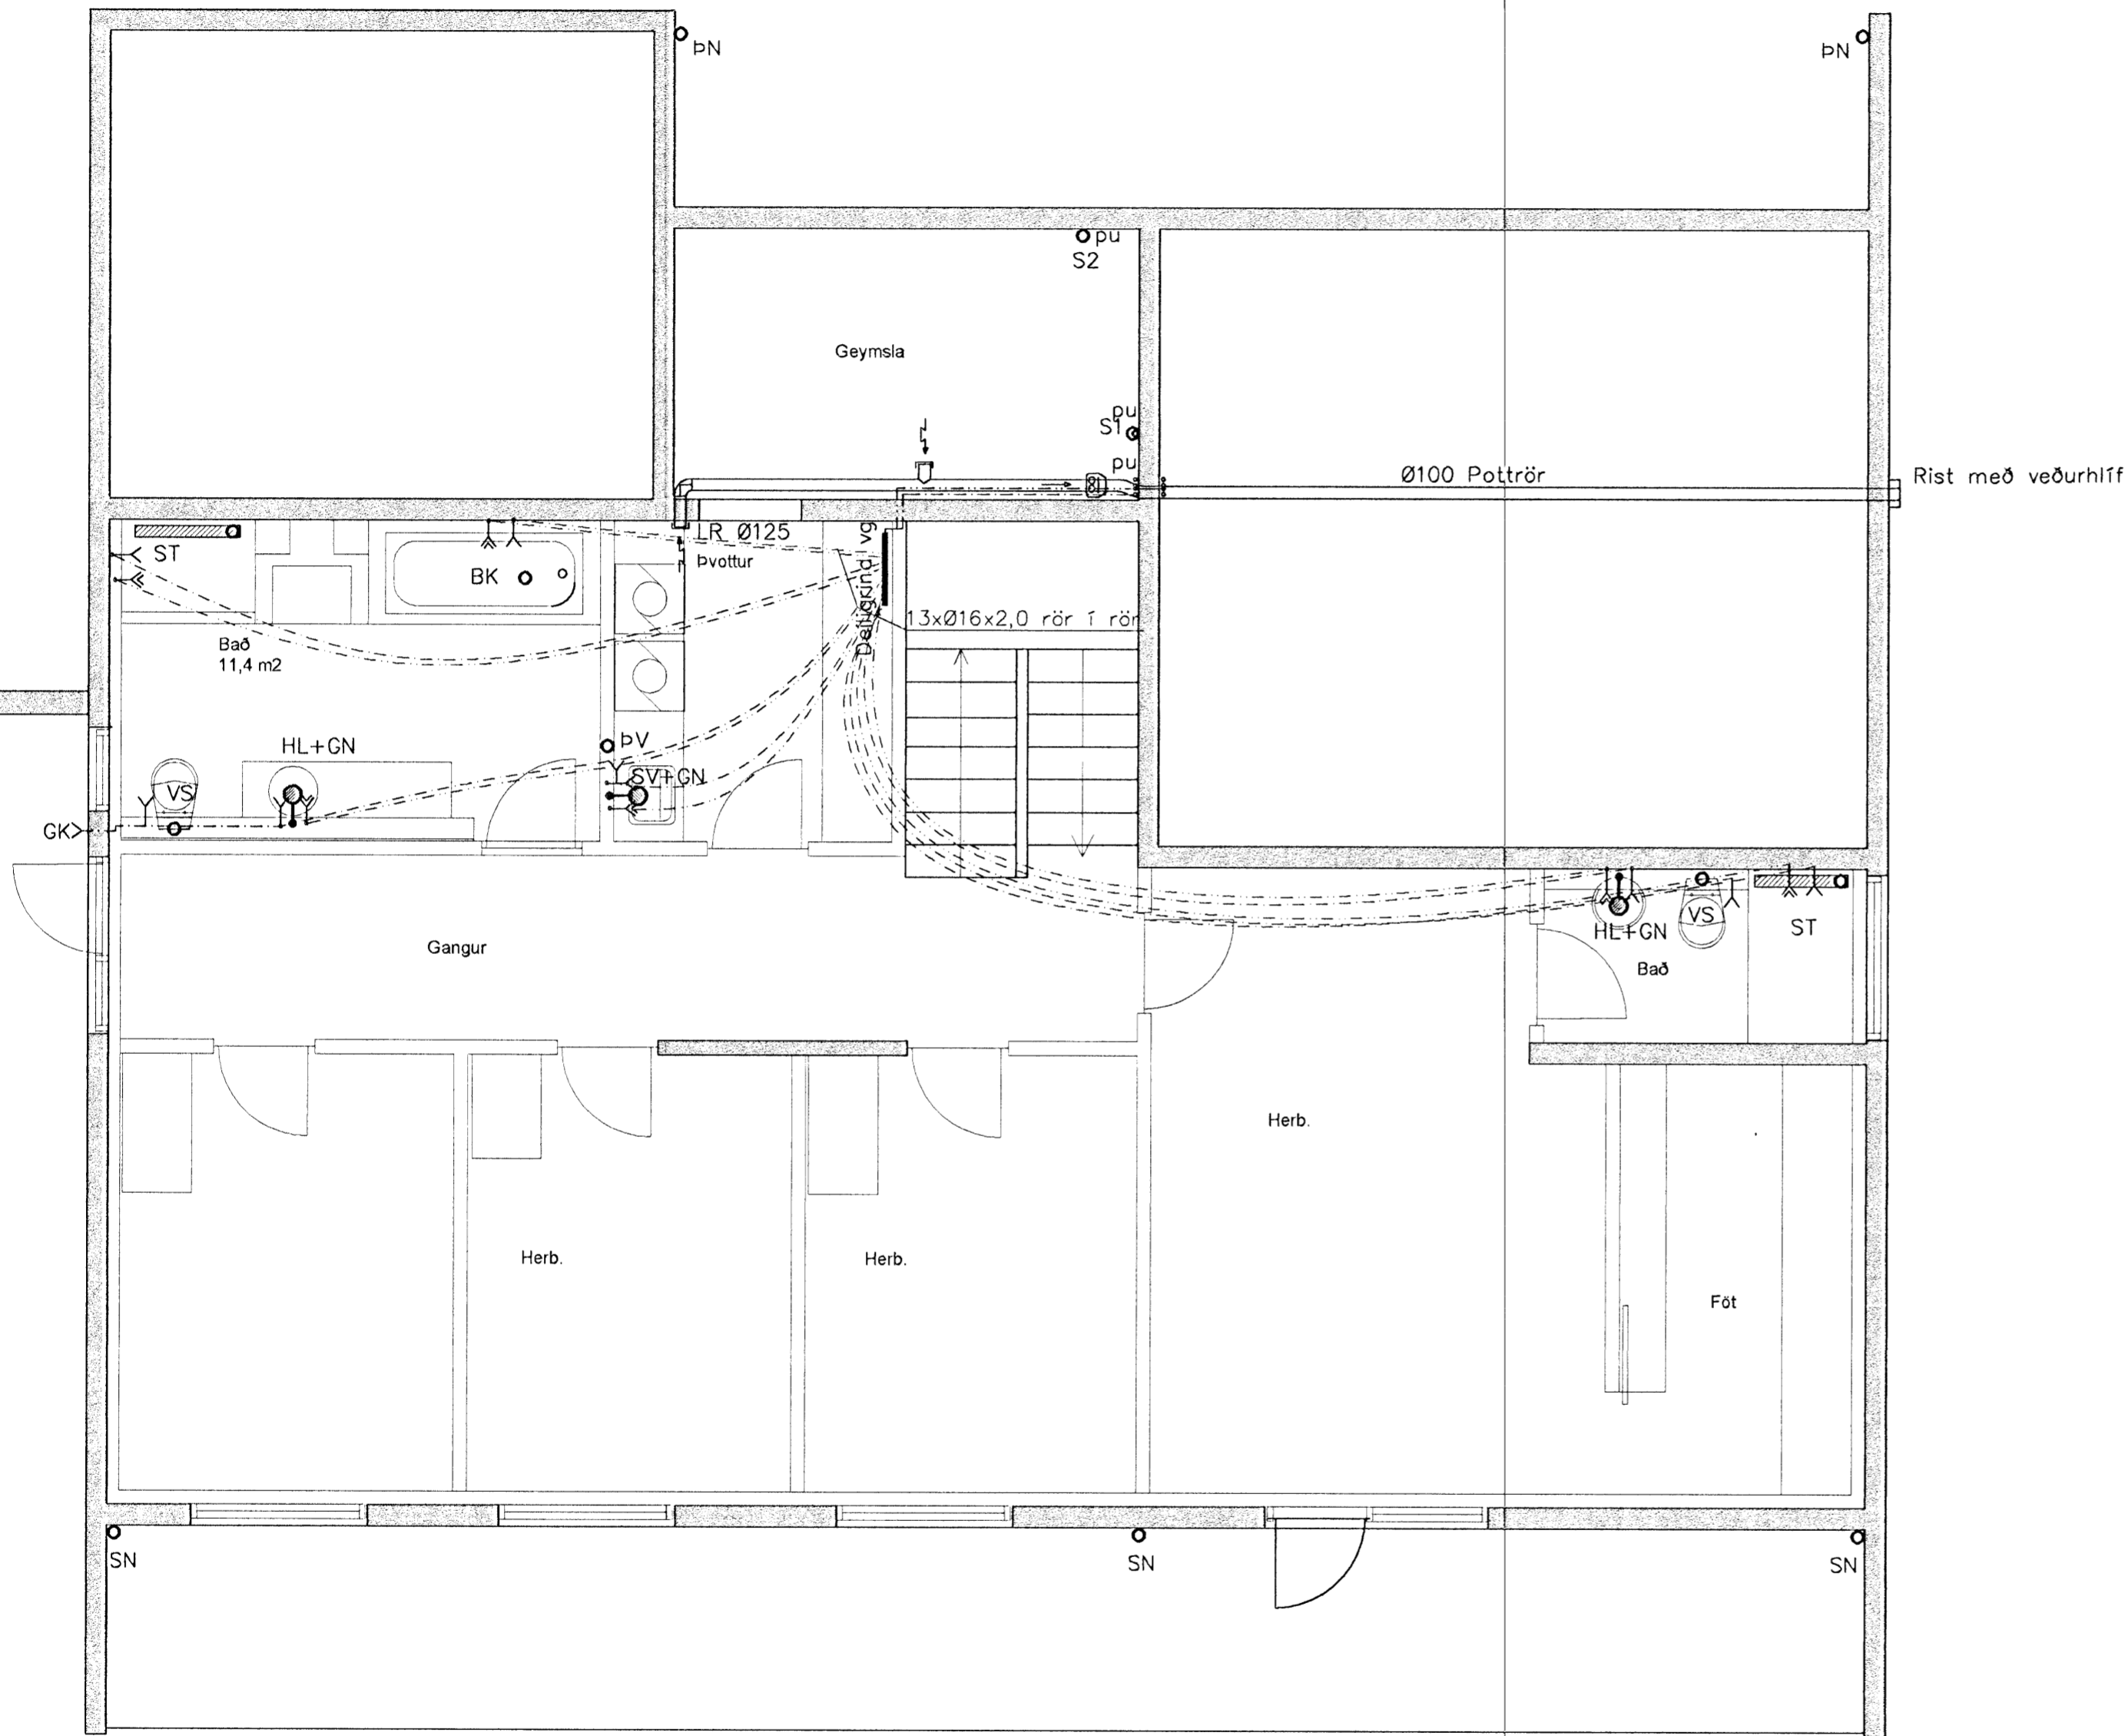 ÞN
ÞN
pu
S2
Geymsla
pu
S1
pu
Ø100 Pottrör
Rist með veðurhlíf
LR Ø125
Þvottur
ST
BK
Deiligrind vg
13xØ16x2,0 rör í rör
Bað
11,4 m2
HL+GN
ÞV
SV+GN
VS
GK
HL+GN
VS
ST
Bað
Gangur
Herb.
Herb.
Herb.
Föt
SN
SN
SN